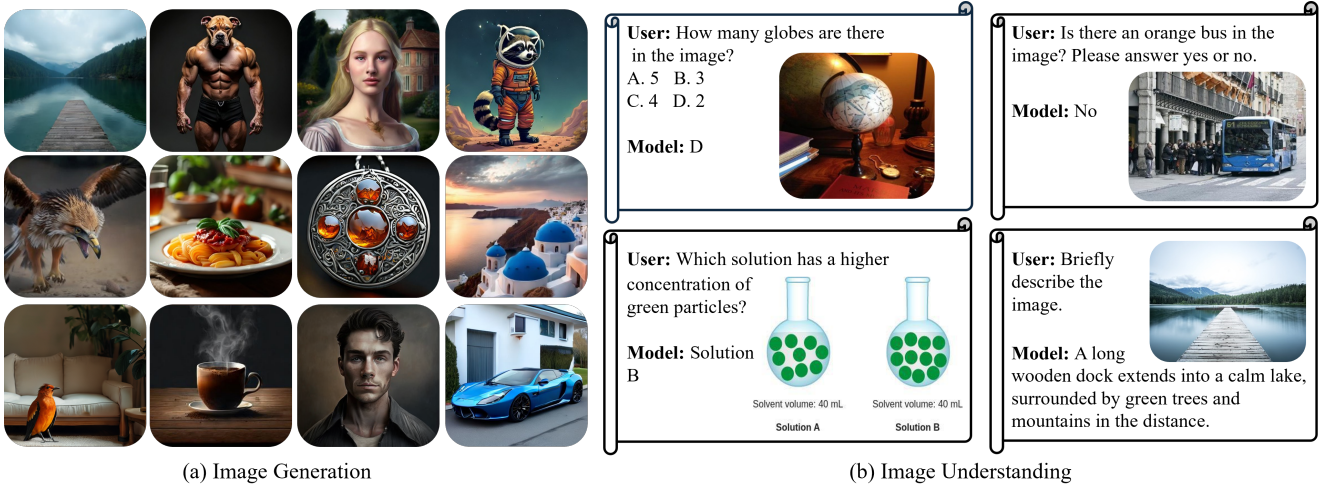 User: How many globes are there
in the image?
A. 5 B. 3
C. 4 D. 2
Model: D
User: Is there an orange bus in the
image? Please answer yes or no.
Model: No
User: Which solution has a higher
concentration of
green particles?
Model: Solution
B
Solvent volume: 40 mL
Solvent volume: 40 mL
Solution A
Solution B
User: Briefly
describe the
image.
Model: A long
wooden dock extends into a calm lake,
surrounded by green trees and
mountains in the distance.
(a) Image Generation
(b) Image Understanding